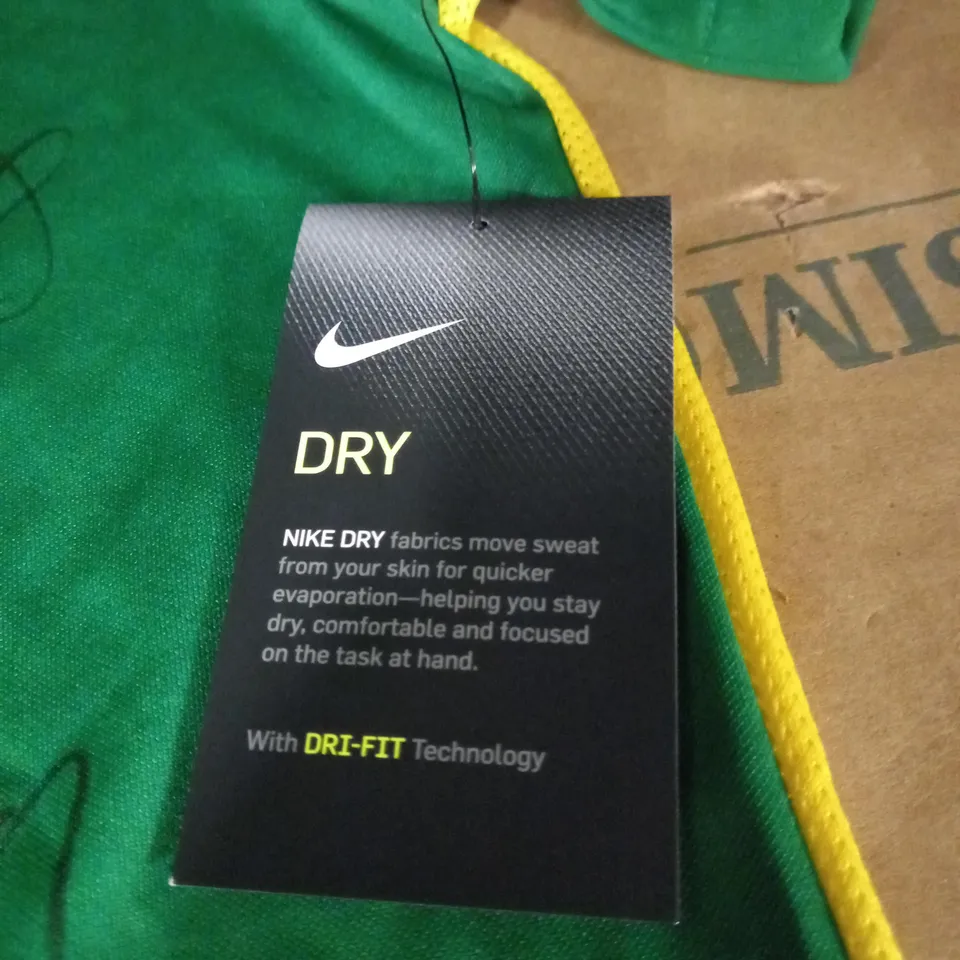 DRY
NIKE DRY fabrics move sweat
from your skin for quicker
evaporation—helping you stay
dry, comfortable and focused
on the task at hand.
With DRI-FIT Technology